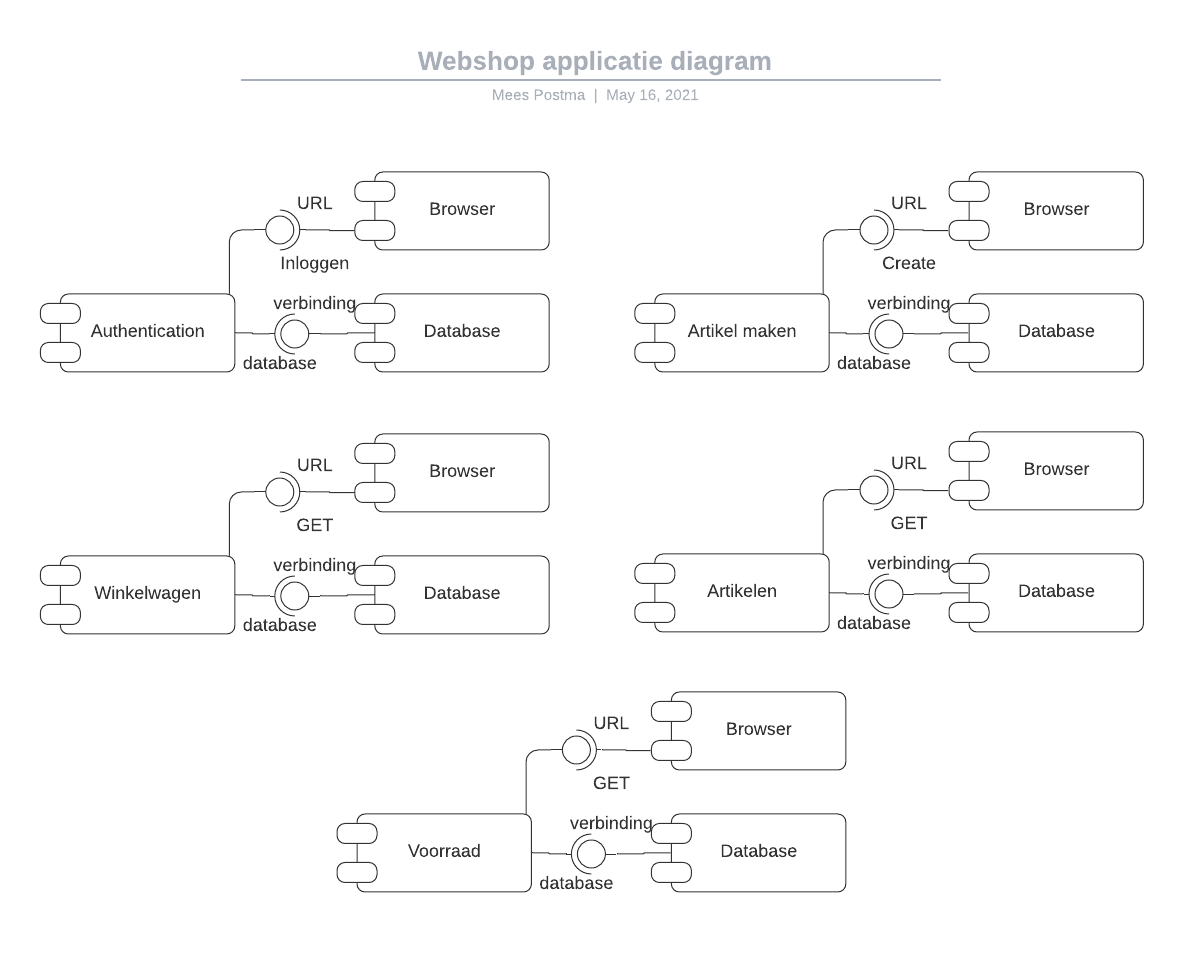 Webshop applicatie diagram
Mees Postma | May 16, 2021
URL
Browser
Inloggen
verbinding
Authentication
Database
database
URL
Browser
Create
verbinding
Artikel maken
Database
database
URL
Browser
GET
verbinding
Winkelwagen
Database
database
URL
Browser
GET
verbinding
Artikelen
Database
database
URL
Browser
GET
verbinding
Voorraad
Database
database